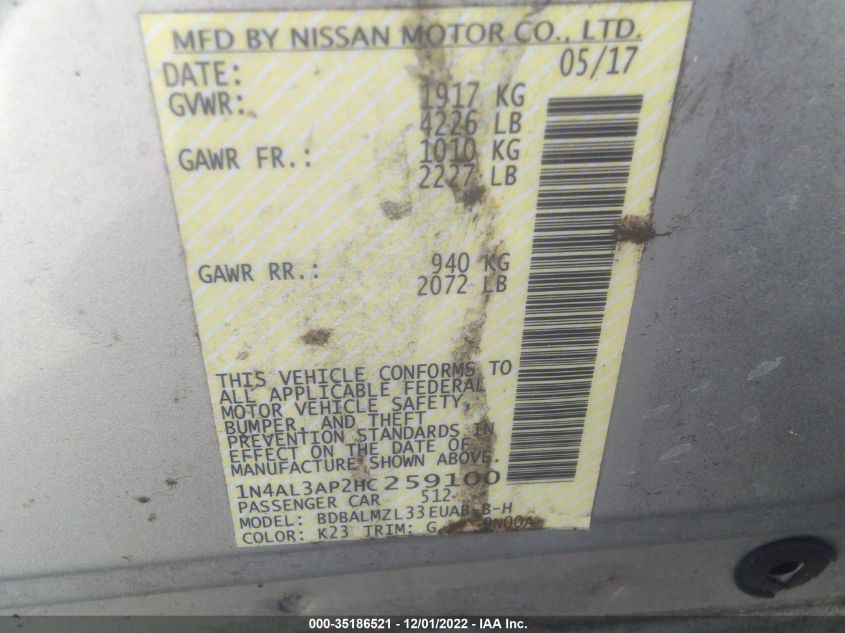 MFD BY NISSAN MOTOR CO., LTD.
DATE: 05/17
GVWR: 1917 KG
4226 LB
GAWR FR.: 1010 KG
2227 LB
GAWR RR.: 940 KG
2072 LB
THIS VEHICLE CONFORMS TO
ALL APPLICABLE FEDERAL
MOTOR VEHICLE SAFETY
BUMPER, AND THEFT
PREVENTION STANDARDS IN
EFFECT ON THE DATE OF
MANUFACTURE SHOWN ABOVE.
1N4AL3AP2HC259100
PASSENGER CAR 512
MODEL: BDBALMZL33EUAB-B-H
COLOR: K23 TRIM: G
000-35186521 - 12/01/2022 - IAA Inc.